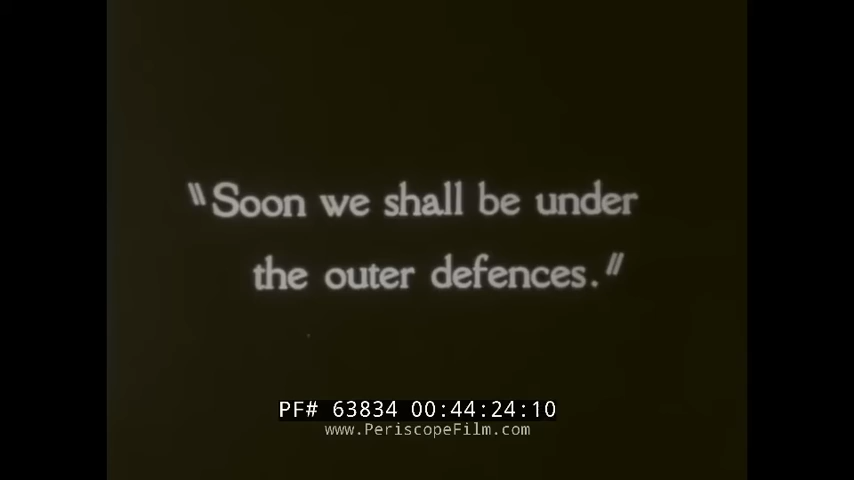 "Soon we shall be under
the outer defences."
PF# 63834 00:44:24:10
www.PeriscopeFilm.com